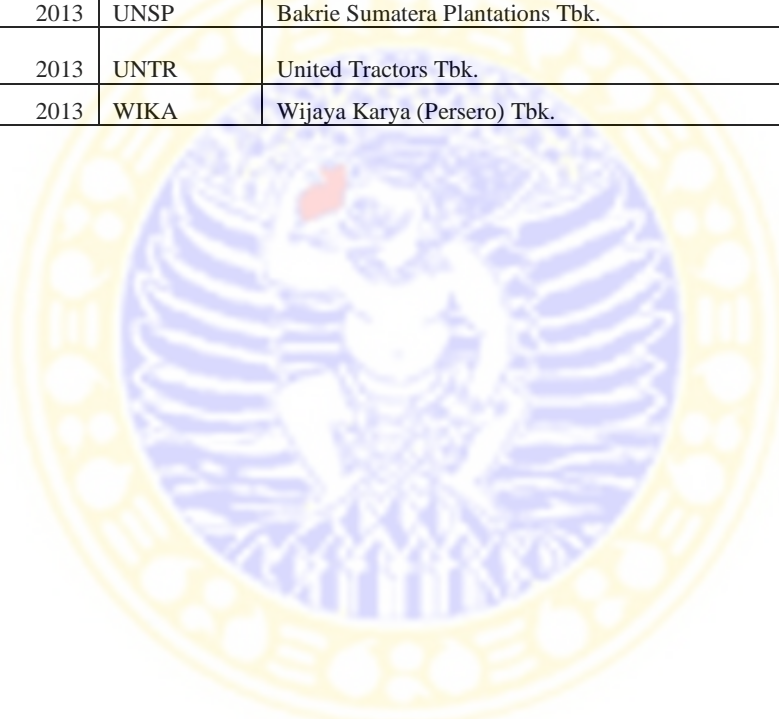 2013 UNSP Bakrie Sumatera Plantations Tbk.
2013 UNTR United Tractors Tbk.
2013 WIKA Wijaya Karya (Persero) Tbk.